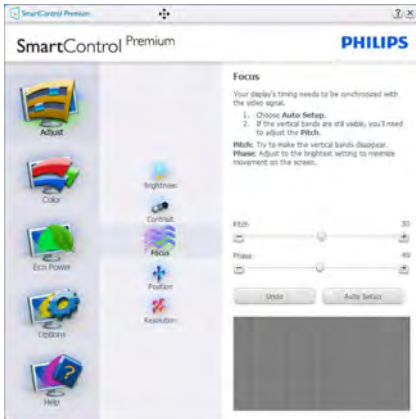 SmartControl Premium
SmartControl Premium
PHILIPS
Adjust
Color
Eco Power
Options
Help
Brightness
Contrast
Focus
Position
Resolution
Focus
Your display's timing needs to be synchronized with
the video signal.
1. Choose Auto Setup.
2. If the vertical bands are still visible, you'll need
to adjust the Pitch.
Pitch: Try to make the vertical bands disappear.
Phase: Adjust to the brightest setting to minimize
movement on the screen.
Pitch 50
Phase 49
Undo Auto Setup